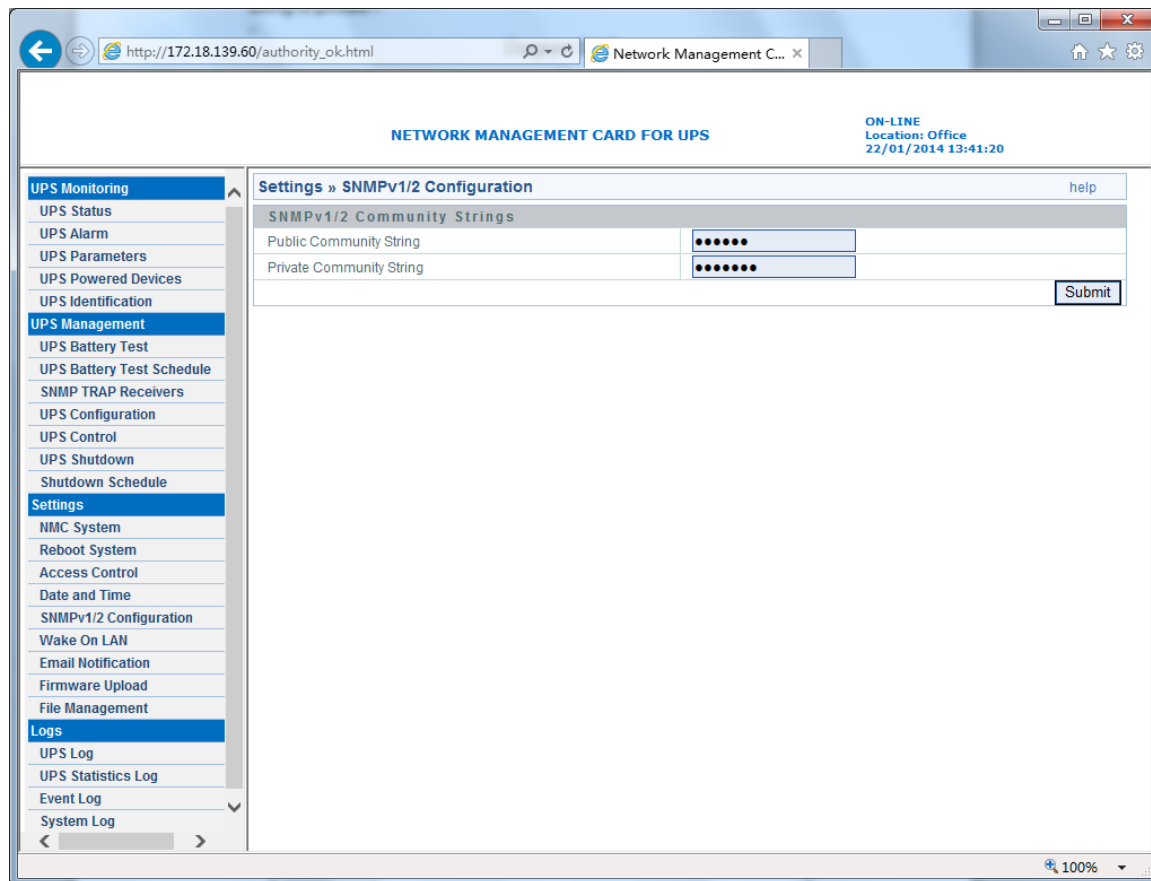 http://172.18.139.60/authority_ok.html
Network Management C...
NETWORK MANAGEMENT CARD FOR UPS
ON-LINE
Location: Office
22/01/2014 13:41:20
UPS Monitoring
UPS Status
UPS Alarm
UPS Parameters
UPS Powered Devices
UPS Identification
UPS Management
UPS Battery Test
UPS Battery Test Schedule
SNMP TRAP Receivers
UPS Configuration
UPS Control
UPS Shutdown
Shutdown Schedule
Settings
NMC System
Reboot System
Access Control
Date and Time
SNMPv1/2 Configuration
Wake On LAN
Email Notification
Firmware Upload
File Management
Logs
UPS Log
UPS Statistics Log
Event Log
System Log
Settings » SNMPv1/2 Configuration
help
SNMPv1/2 Community Strings
Public Community String ••••••
Private Community String •••••••
Submit
100%